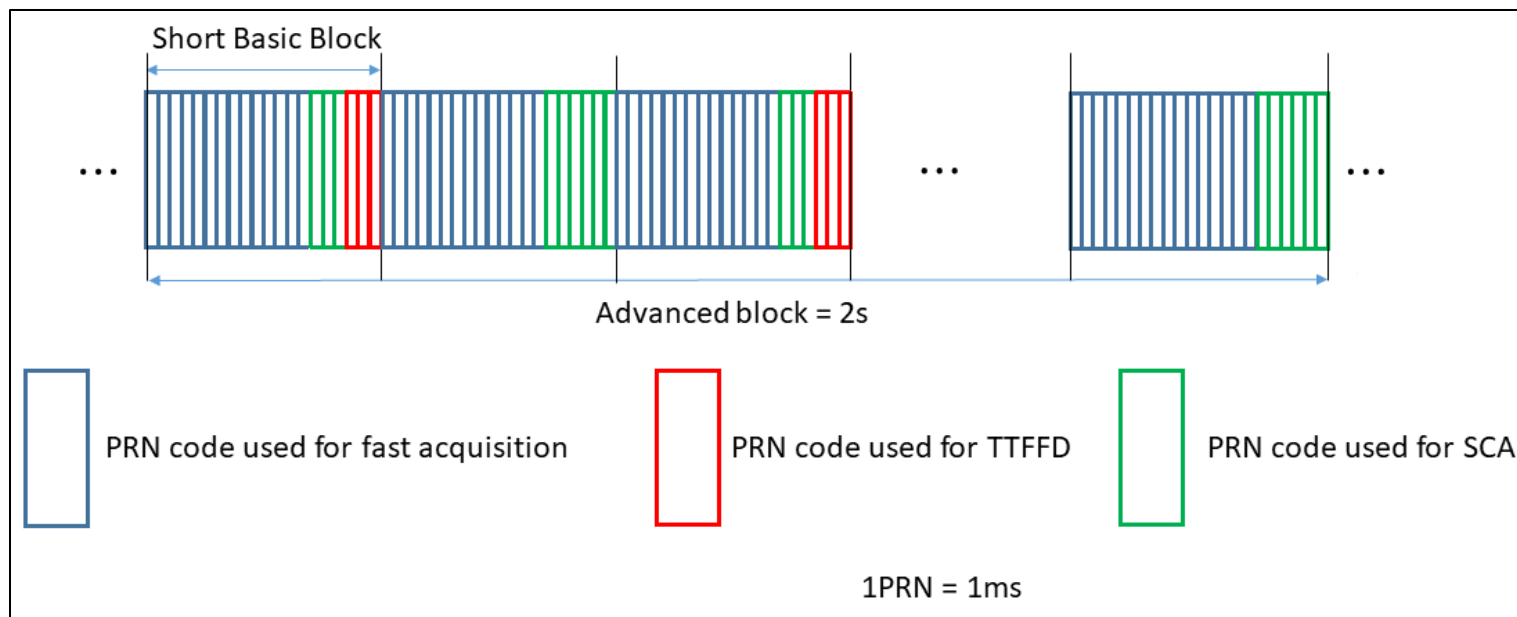 Short Basic Block
...
...
...
Advanced block = 2s
PRN code used for fast acquisition
PRN code used for TTFFD
PRN code used for SCA
1PRN = 1ms